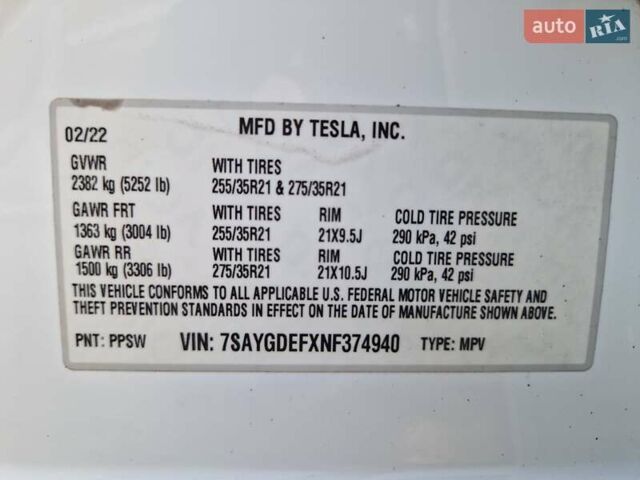 auto RIA.com
02/22 MFD BY TESLA, INC.
GVWR WITH TIRES
2382 kg (5252 lb) 255/35R21 & 275/35R21
GAWR FRT WITH TIRES RIM COLD TIRE PRESSURE
1363 kg (3004 lb) 255/35R21 21X9.5J 290 kPa, 42 psi
GAWR RR WITH TIRES RIM COLD TIRE PRESSURE
1500 kg (3306 lb) 275/35R21 21X10.5J 290 kPa, 42 psi
THIS VEHICLE CONFORMS TO ALL APPLICABLE U.S. FEDERAL MOTOR VEHICLE SAFETY AND
THEFT PREVENTION STANDARDS IN EFFECT ON THE DATE OF MANUFACTURE SHOWN ABOVE.
PNT: PPSW VIN: 7SAYGDEFXNF374940 TYPE: MPV